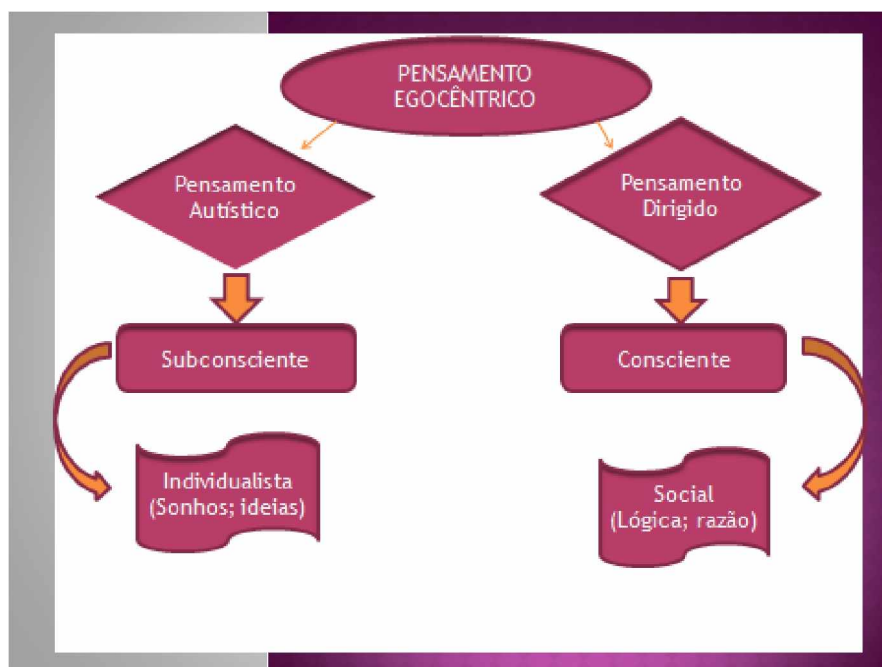 PENSAMENTO
EGOCÊNTRICO
Pensamento
Autístico
Pensamento
Dirigido
Subconsciente
Consciente
Individualista
(Sonhos; ideias)
Social
(Lógica; razão)